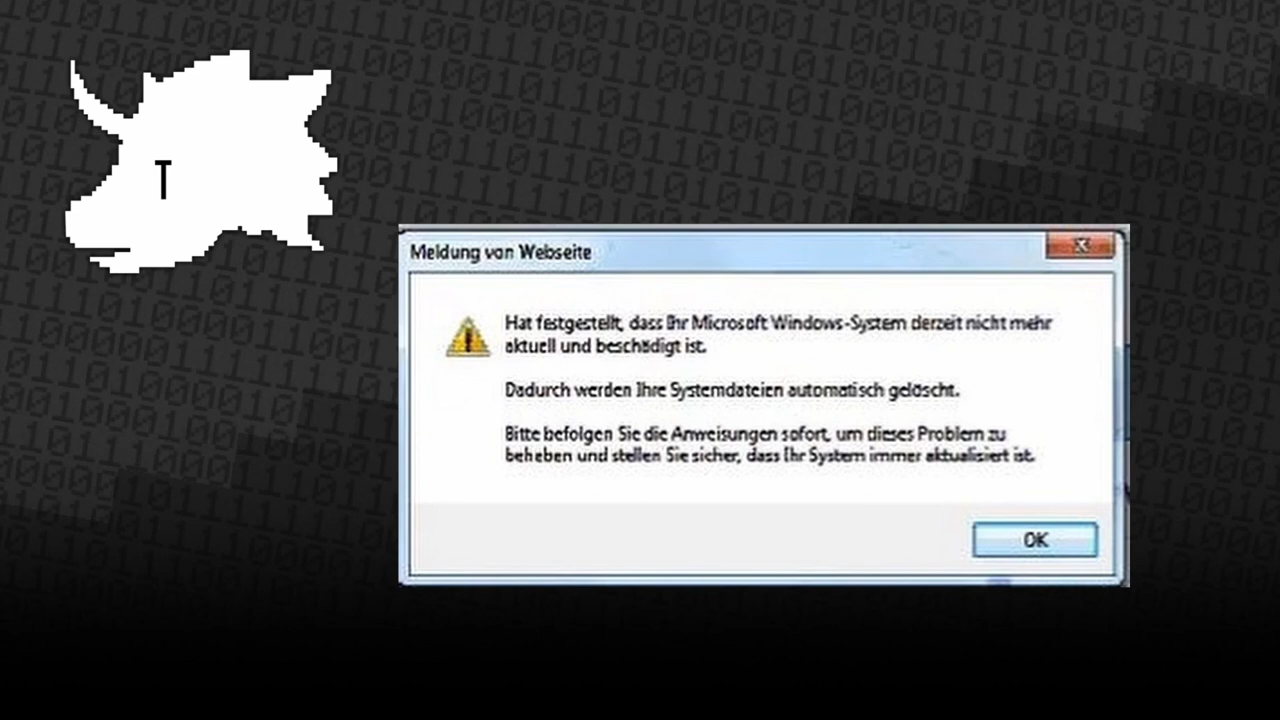 T
Meldung von Webseite
Hat festgestellt, dass Ihr Microsoft Windows-System derzeit nicht mehr
aktuell und beschädigt ist.
Dadurch werden Ihre Systemdateien automatisch gelöscht.
Bitte befolgen Sie die Anweisungen sofort, um dieses Problem zu
beheben und stellen Sie sicher, dass Ihr System immer aktualisiert ist.
OK